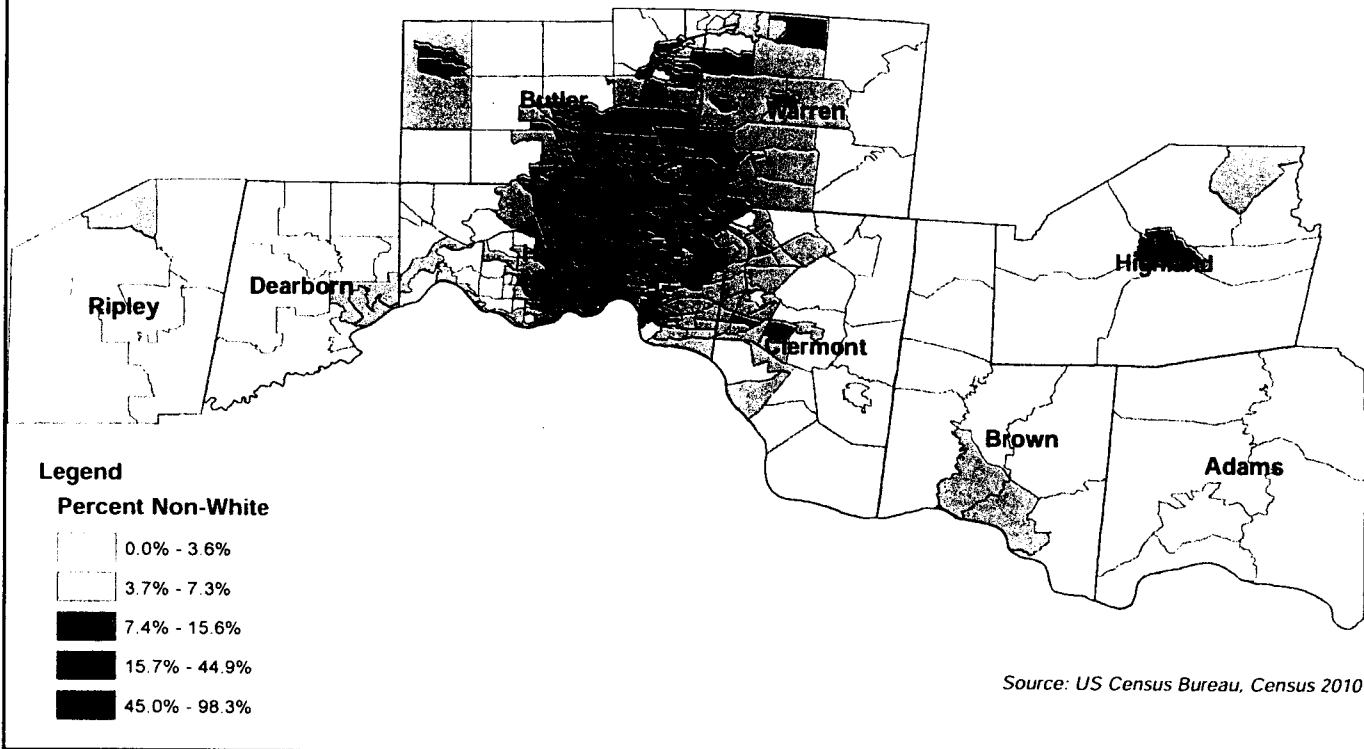 Butler
Warren
Highland
Dearborn
Ripley
Clermont
Brown
Adams
Legend
Percent Non-White
0.0% - 3.6%
3.7% - 7.3%
7.4% - 15.6%
15.7% - 44.9%
45.0% - 98.3%
Source: US Census Bureau, Census 2010